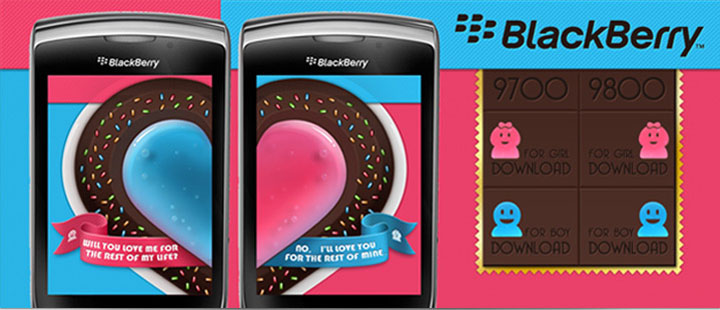 BlackBerry
WILL YOU LOVE ME FOR
THE REST OF MY LIFE?
BlackBerry
NO, I'LL LOVE YOU
FOR THE REST OF MINE
BlackBerry™
9700
9800
FOR GIRL
DOWNLOAD
FOR GIRL
DOWNLOAD
FOR BOY
DOWNLOAD
FOR BOY
DOWNLOAD